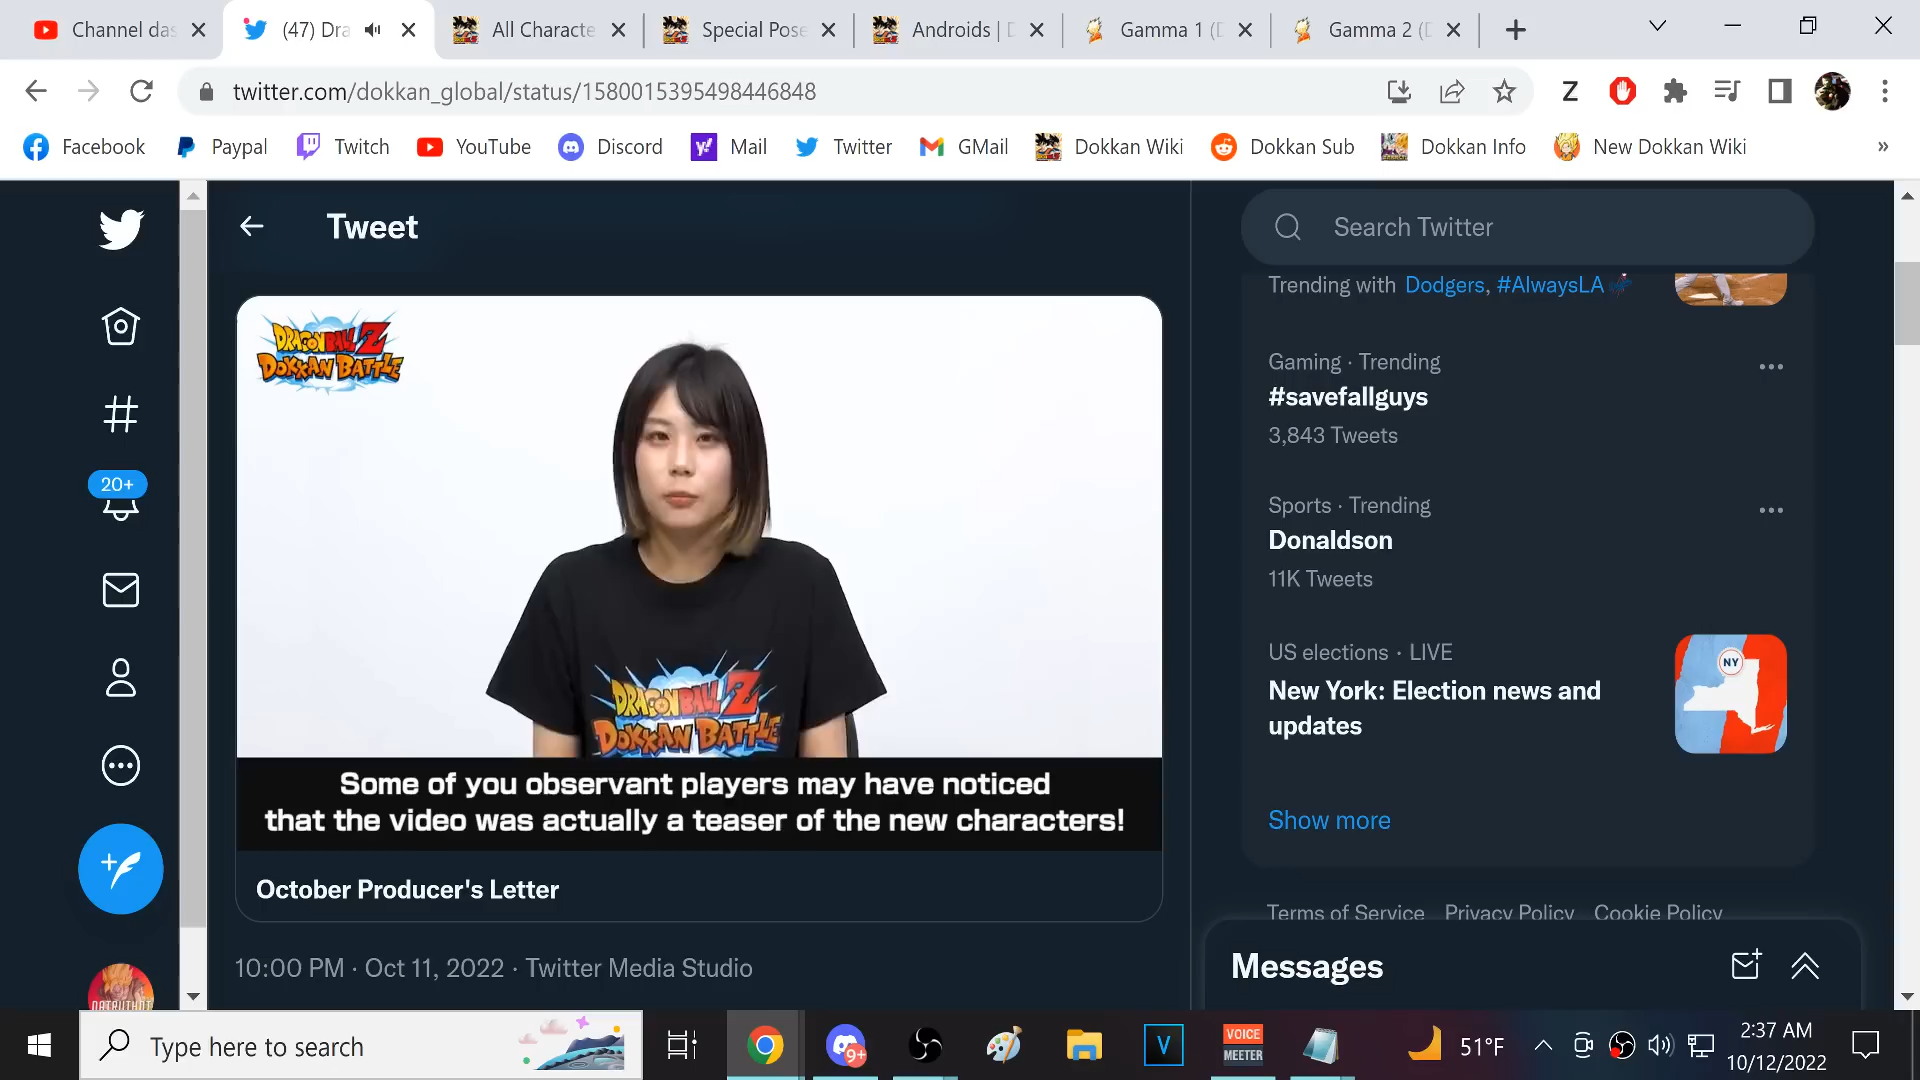 Channel das
(47) Dra
All Characte
Special Pose
Androids | D
Gamma 1 (D
Gamma 2 (D
twitter.com/dokkan_global/status/1580015395498446848
Z
Facebook
Paypal
Twitch
YouTube
Discord
y!
Mail
Twitter
GMail
Dokkan Wiki
Dokkan Sub
Dokkan Info
New Dokkan Wiki
»
Tweet
Search Twitter
Trending with Dodgers, #AlwaysLA
DRAGON BALL Z
DOKKAN BATTLE
Gaming · Trending
#savefallguys
3,843 Tweets
20+
Sports · Trending
Donaldson
11K Tweets
US elections · LIVE
New York: Election news and
updates
NY
DRAGON BALL Z
DOKKAN BATTLE
Some of you observant players may have noticed
that the video was actually a teaser of the new characters!
Show more
October Producer's Letter
Terms of Service Privacy Policy Cookie Policy
10:00 PM · Oct 11, 2022 · Twitter Media Studio
Messages
DATRUTHDT
Type here to search
9+
V
VOICE
MEETER
51°F
2:37 AM
10/12/2022